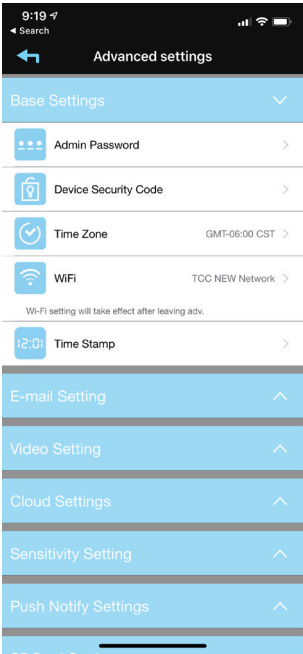 9:19
◀ Search
Advanced settings
Base Settings
Admin Password
Device Security Code
Time Zone GMT-06:00 CST
WiFi TCC NEW Network
Wi-Fi setting will take effect after leaving adv.
12:01 Time Stamp
E-mail Setting
Video Setting
Cloud Settings
Sensitivity Setting
Push Notify Settings